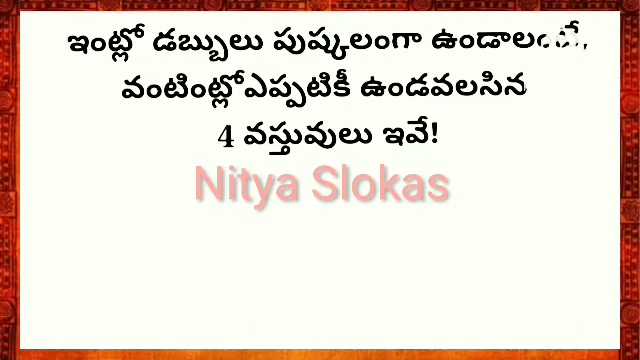 ఇంట్లో డబ్బులు పుష్కలంగా ఉండాలంటే,
వంటింట్లోఎప్పటికీ ఉండవలసిన
4 వస్తువులు ఇవే!
Nitya Slokas